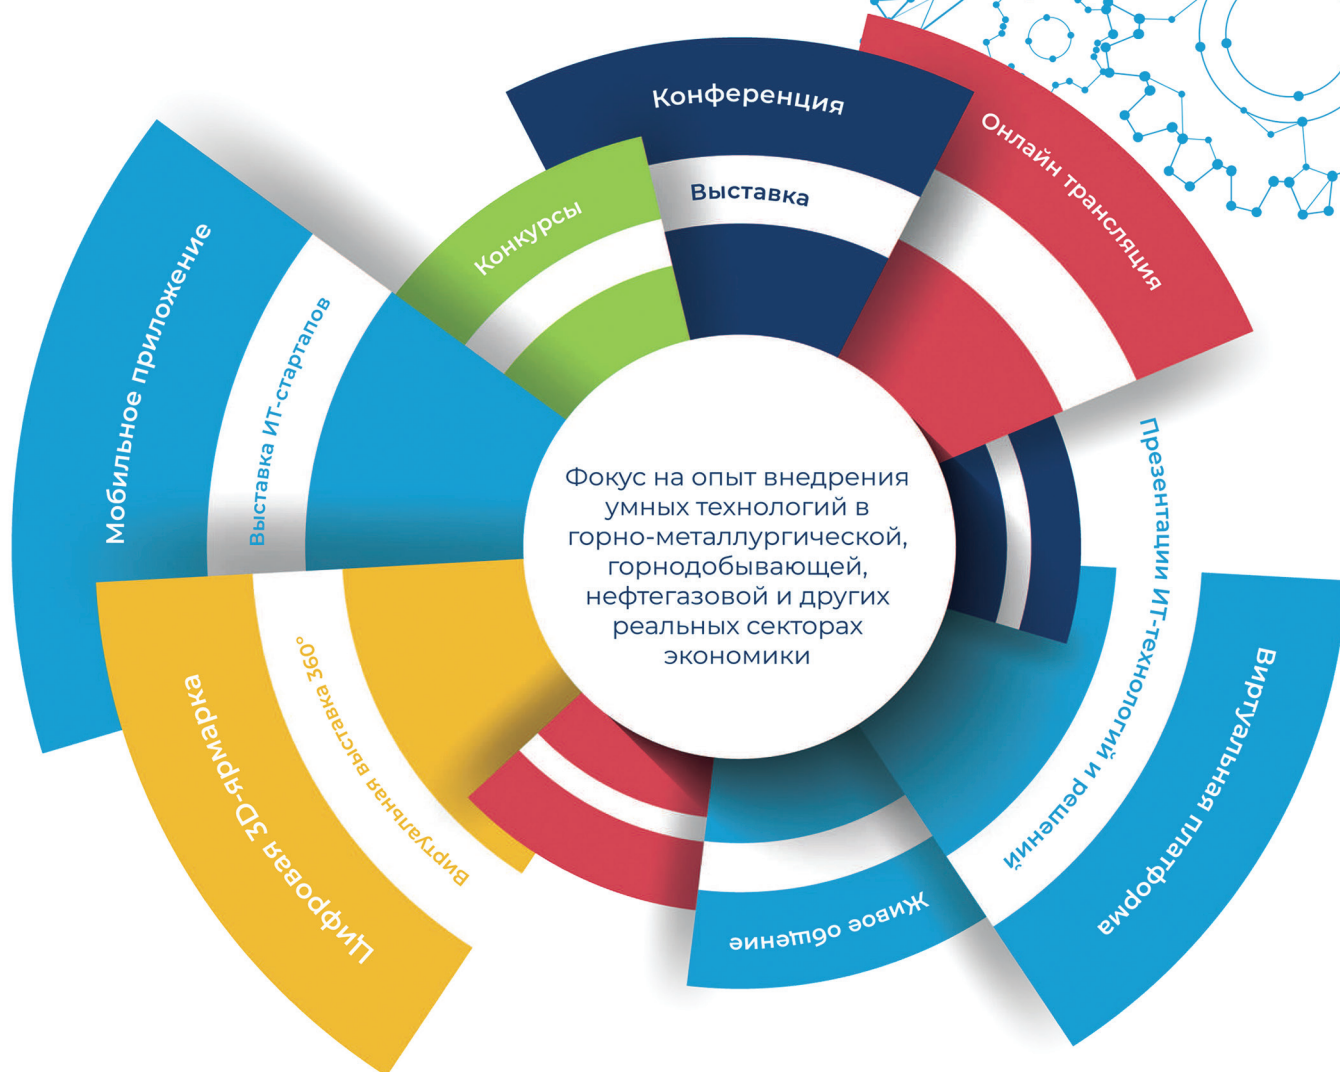 Конференция
Выставка
Онлайн трансляция
Презентации ИТ-технологий и решений
Виртуальная платформа
Живое общение
Виртуальная выставка 360°
Цифровая 3D-ярмарка
Мобильное приложение
Выставка ИТ-стартапов
Конкурсы
Фокус на опыт внедрения
умных технологий в
горно-металлургической,
горнодобывающей,
нефтегазовой и других
реальных секторах
экономики